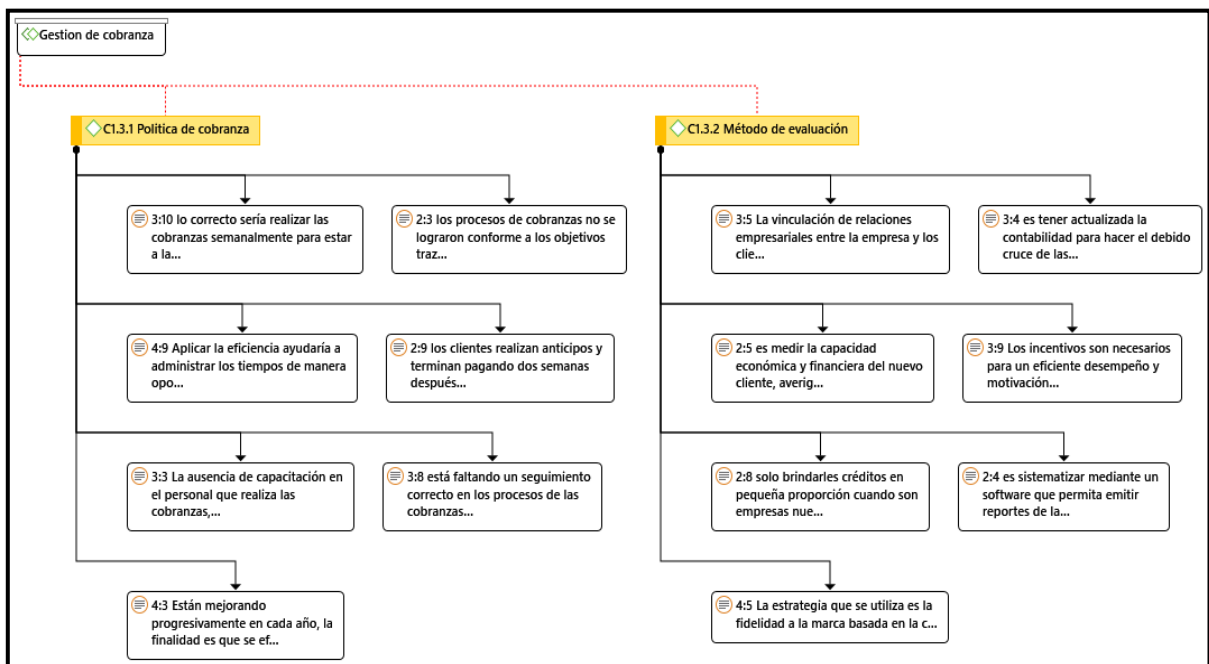 Gestion de cobranza
C1.3.1 Politica de cobranza
3:10 lo correcto sería realizar las
cobranzas semanalmente para estar
a la...
2:3 los procesos de cobranzas no se
lograron conforme a los objetivos
traz...
4:9 Aplicar la eficiencia ayudaría a
administrar los tiempos de manera
opo...
2:9 los clientes realizan anticipos y
terminan pagando dos semanas
después...
3:3 La ausencia de capacitación en
el personal que realiza las
cobranzas,...
3:8 está faltando un seguimiento
correcto en los procesos de las
cobranzas...
4:3 Están mejorando
progresivamente en cada año, la
finalidad es que se ef...
C1.3.2 Método de evaluación
3:5 La vinculación de relaciones
empresariales entre la empresa y los
clie...
3:4 es tener actualizada la
contabilidad para hacer el debido
cruce de las...
2:5 es medir la capacidad
económica y financiera del nuevo
cliente, averig...
3:9 Los incentivos son necesarios
para un eficiente desempeño y
motivación...
2:8 solo brindarles créditos en
pequeña proporción cuando son
empresas nue...
2:4 es sistematizar mediante un
software que permita emitir
reportes de la...
4:5 La estrategia que se utiliza es la
fidelidad a la marca basada en la c...